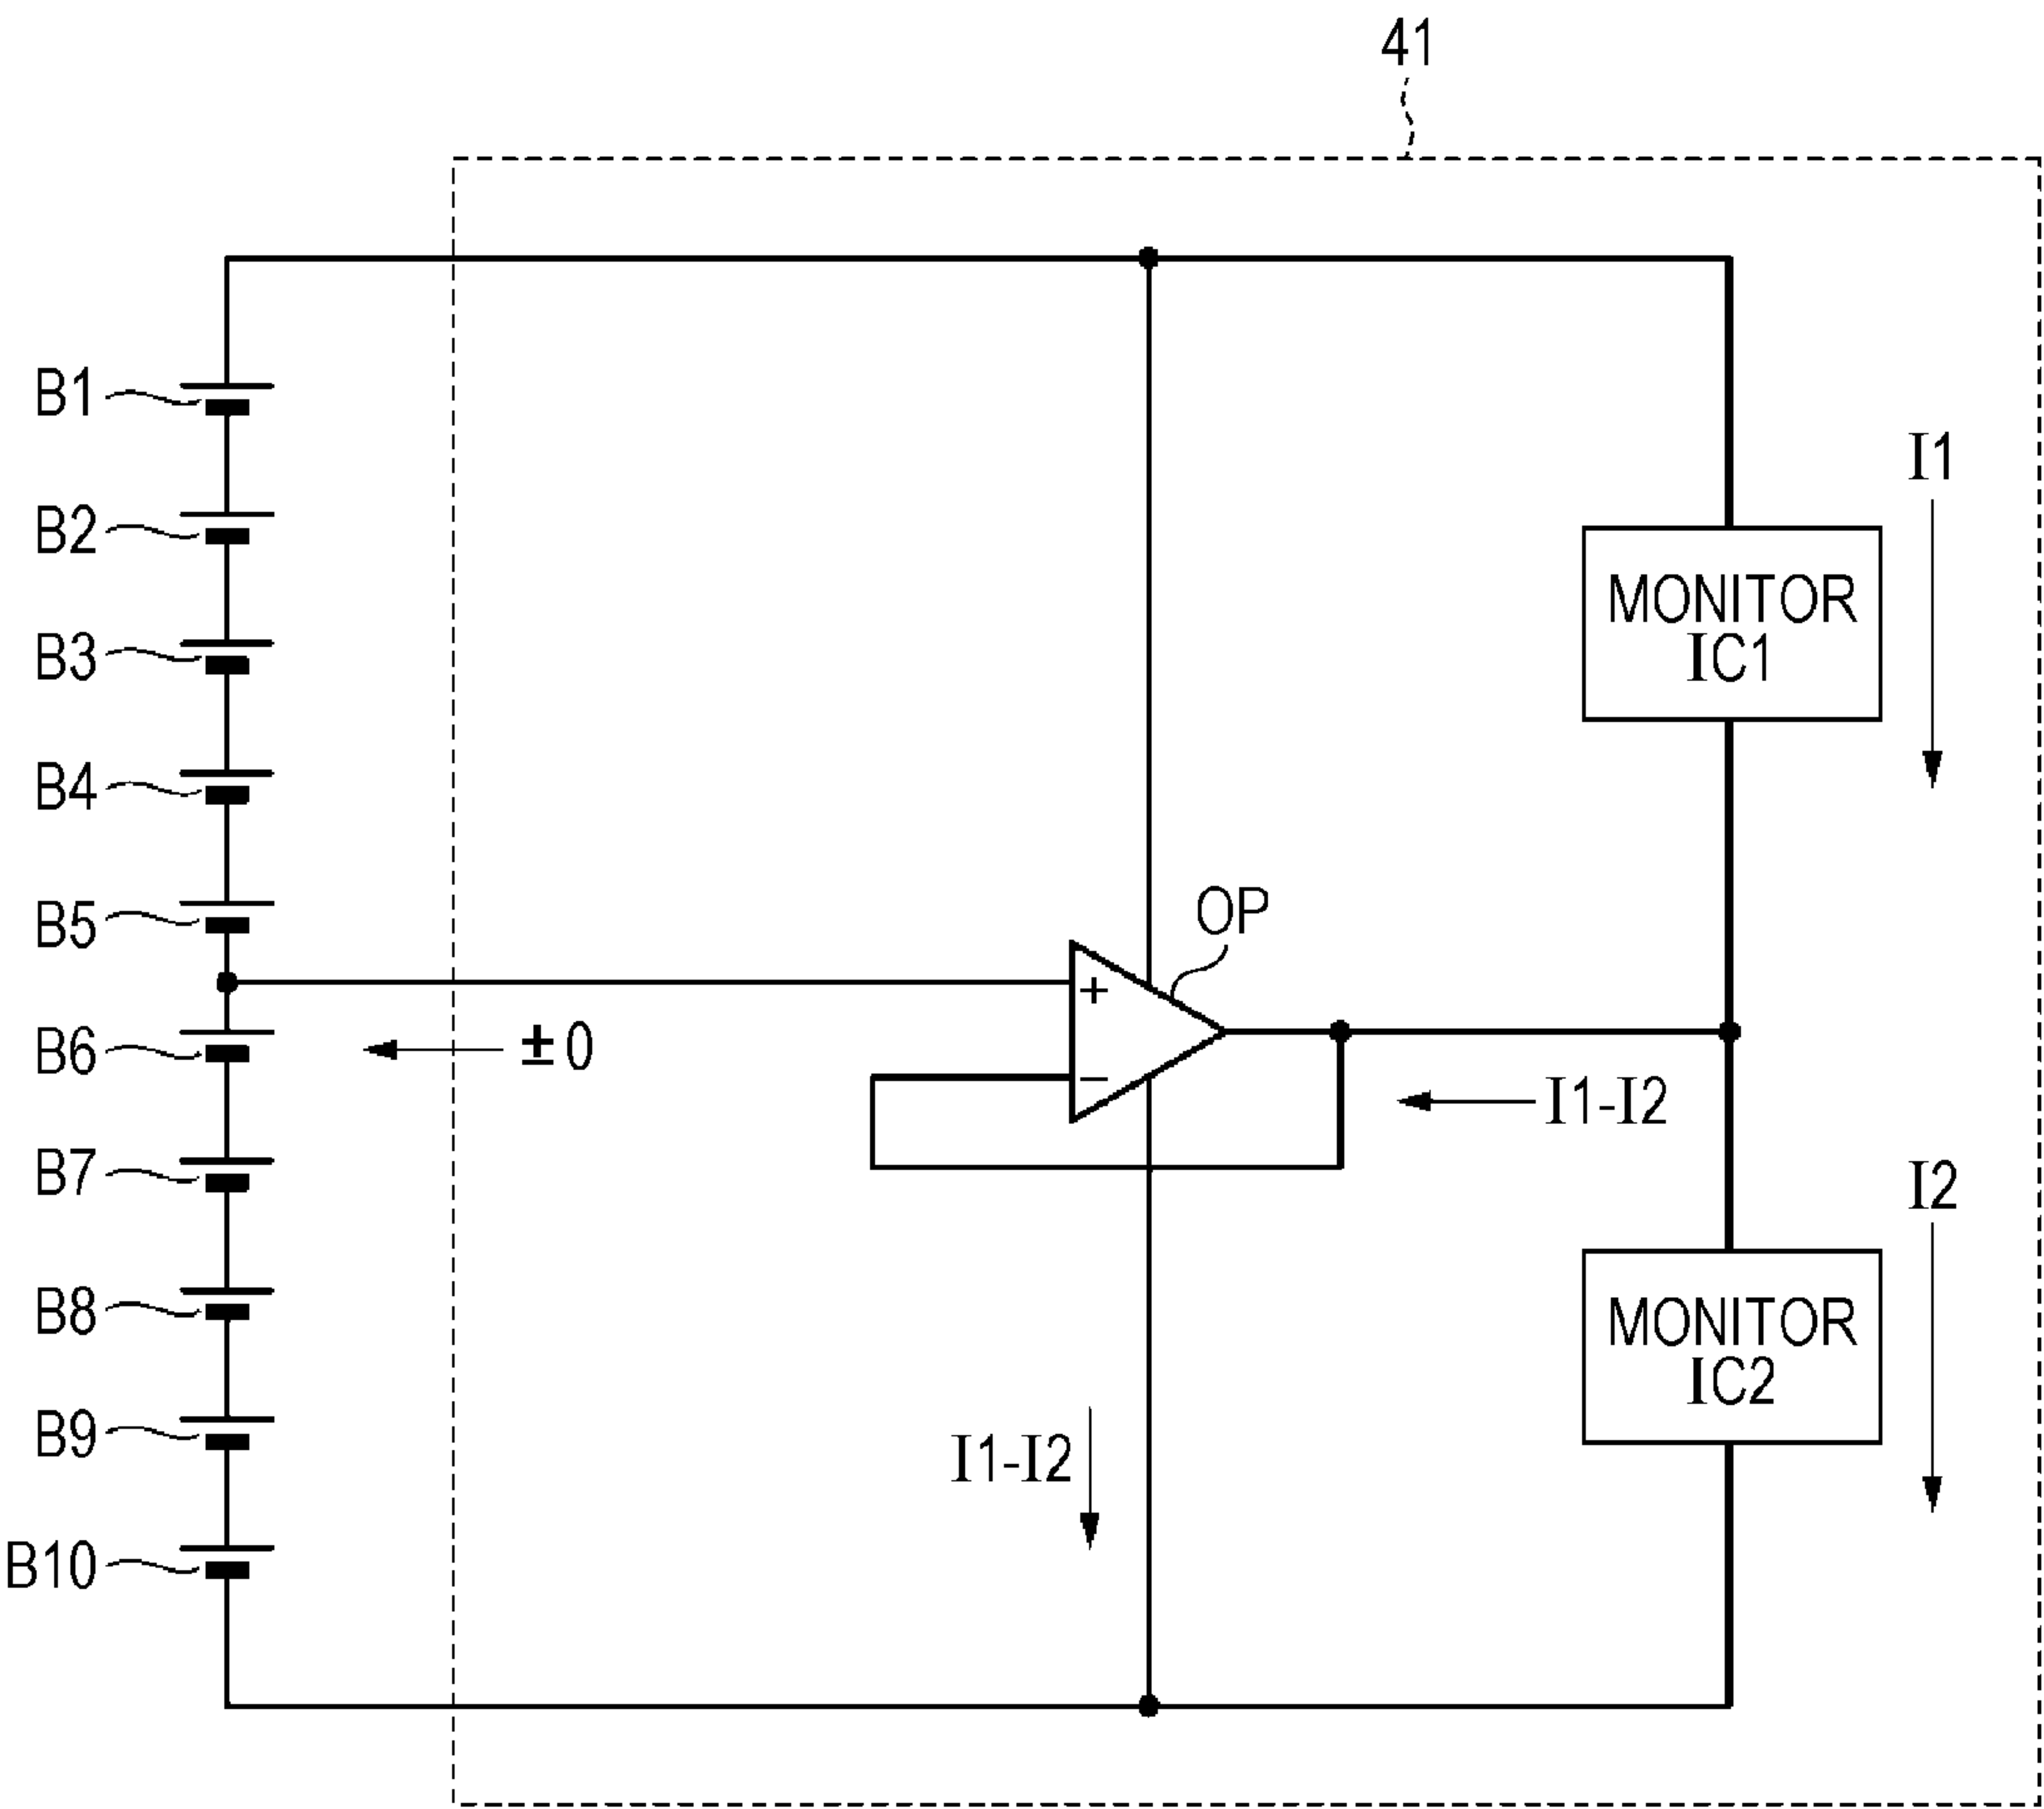 41
B1
I1
B2
MONITOR
IC1
B3
B4
B5
OP
+
B6
±0
−
I1-I2
B7
I2
B8
MONITOR
IC2
B9
I1-I2
B10